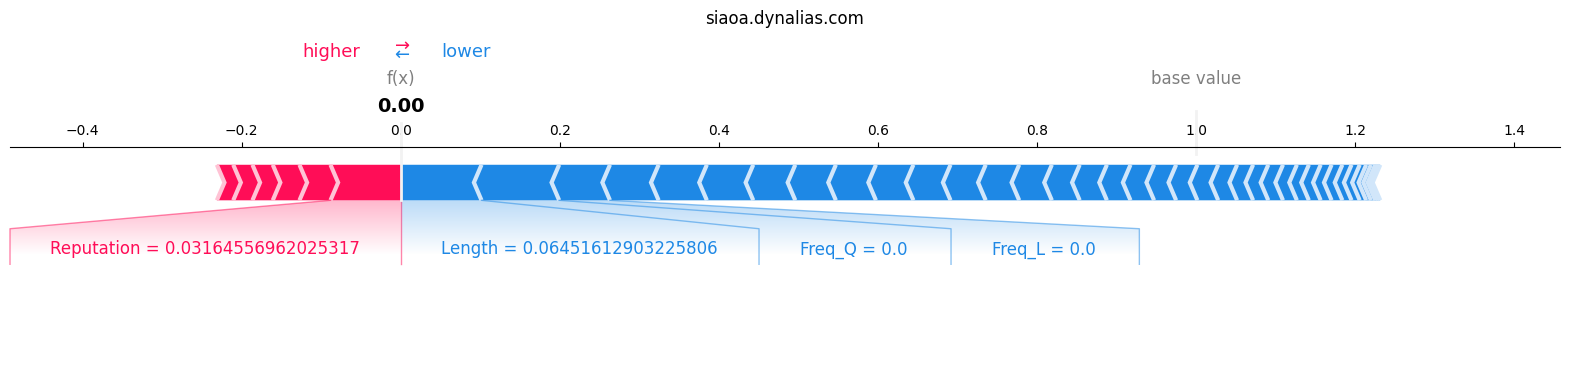 siaoa.dynalias.com
higher ⇄ lower
f(x) base value
0.00
−0.4 −0.2 0.0 0.2 0.4 0.6 0.8 1.0 1.2 1.4
Reputation = 0.03164556962025317 Length = 0.06451612903225806 Freq_Q = 0.0 Freq_L = 0.0